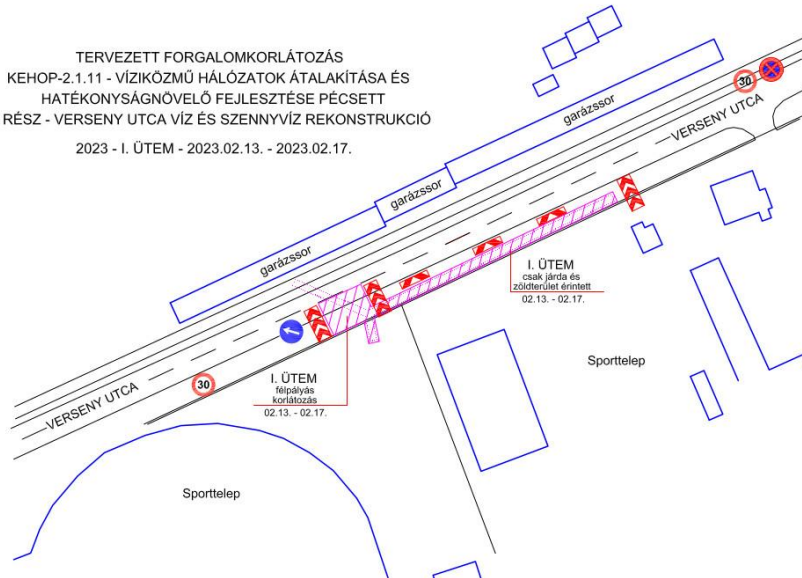 TERVEZETT FORGALOMKORLÁTOZÁS
KEHOP-2.1.11 - VÍZIKÖZMŰ HÁLÓZATOK ÁTALAKÍTÁSA ÉS
HATÉKONYSÁGNÖVELŐ FEJLESZTÉSE PÉCSETT
RÉSZ - VERSENY UTCA VÍZ ÉS SZENNYVÍZ REKONSTRUKCIÓ
2023 - I. ÜTEM - 2023.02.13. - 2023.02.17.
30
VERSENY UTCA
garázssor
garázssor
garázssor
I. ÜTEM
csak járda és
zöldterület érintett
02.13. - 02.17.
Sporttelep
I. ÜTEM
félpályás
korlátozás
02.13. - 02.17.
30
VERSENY UTCA
Sporttelep